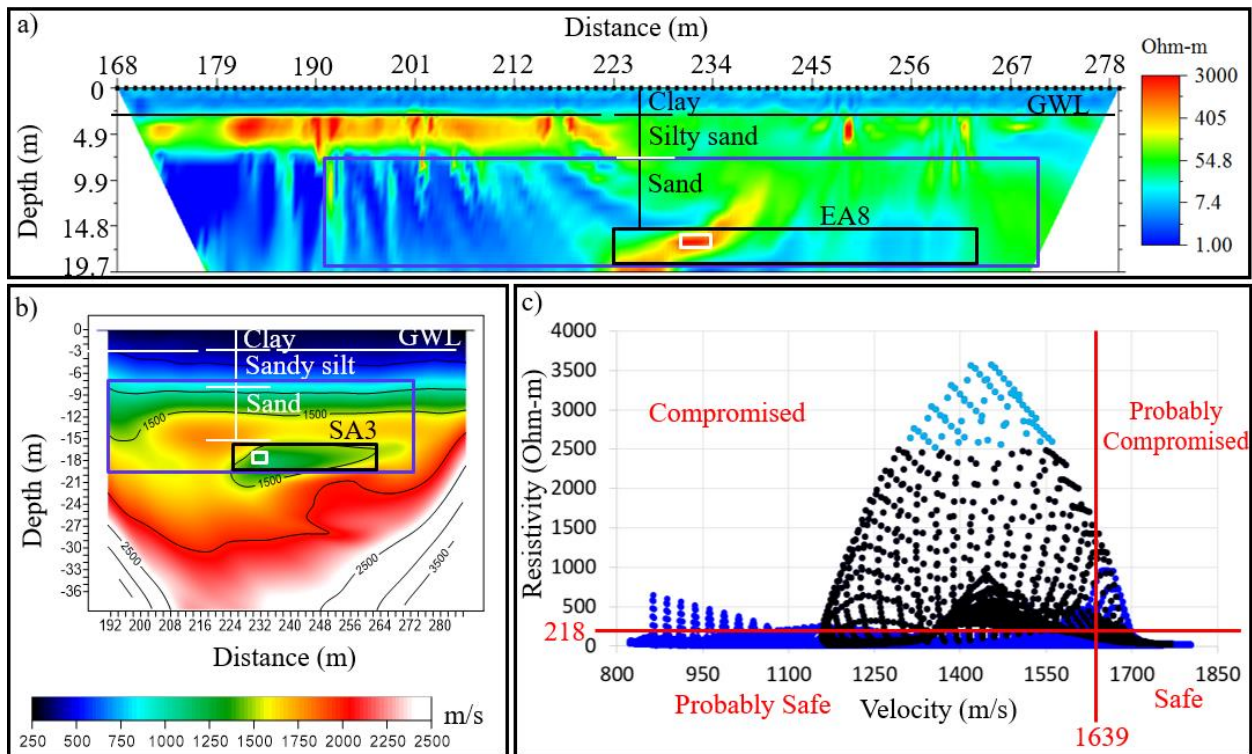 a)
Distance (m)
168 179 190 201 212 223 234 245 256 267 278
Ohm-m
3000
405
54.8
7.4
1.00
Depth (m)
0
4.9
9.9
14.8
19.7
Clay
GWL
Silty sand
Sand
EA8
b)
Depth (m)
0
-3
-6
-9
-12
-15
-18
-21
-24
-27
-30
-33
-36
Clay GWL
Sandy silt
Sand
1500
1500
SA3
1500
1500
2500
2500
3500
192 200 208 216 224 232 240 248 256 264 272 280
Distance (m)
m/s
250 500 750 1000 1250 1500 1750 2000 2250 2500
c)
Resistivity (Ohm-m)
4000
3500
3000
2500
2000
1500
1000
500
0
218
Compromised
Probably
Compromised
800 950 1100 1250 1400 1550 1700 1850
Probably Safe
Velocity (m/s)
Safe
1639